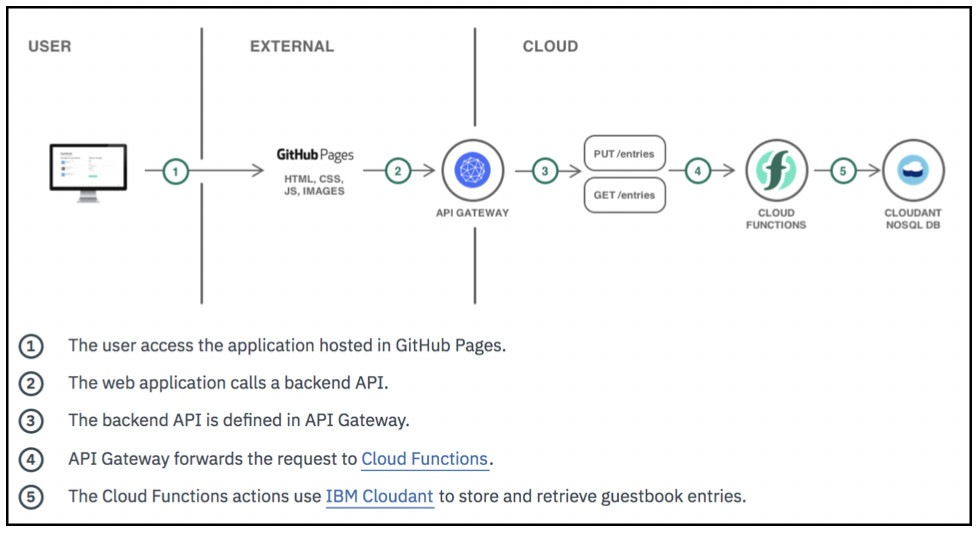 USER
EXTERNAL
CLOUD
GitHub Pages
HTML, CSS,
JS, IMAGES
1
2
API GATEWAY
3
PUT /entries
GET /entries
4
CLOUD
FUNCTIONS
5
CLOUDANT
NOSQL DB
1 The user access the application hosted in GitHub Pages.
2 The web application calls a backend API.
3 The backend API is defined in API Gateway.
4 API Gateway forwards the request to Cloud Functions.
5 The Cloud Functions actions use IBM Cloudant to store and retrieve guestbook entries.